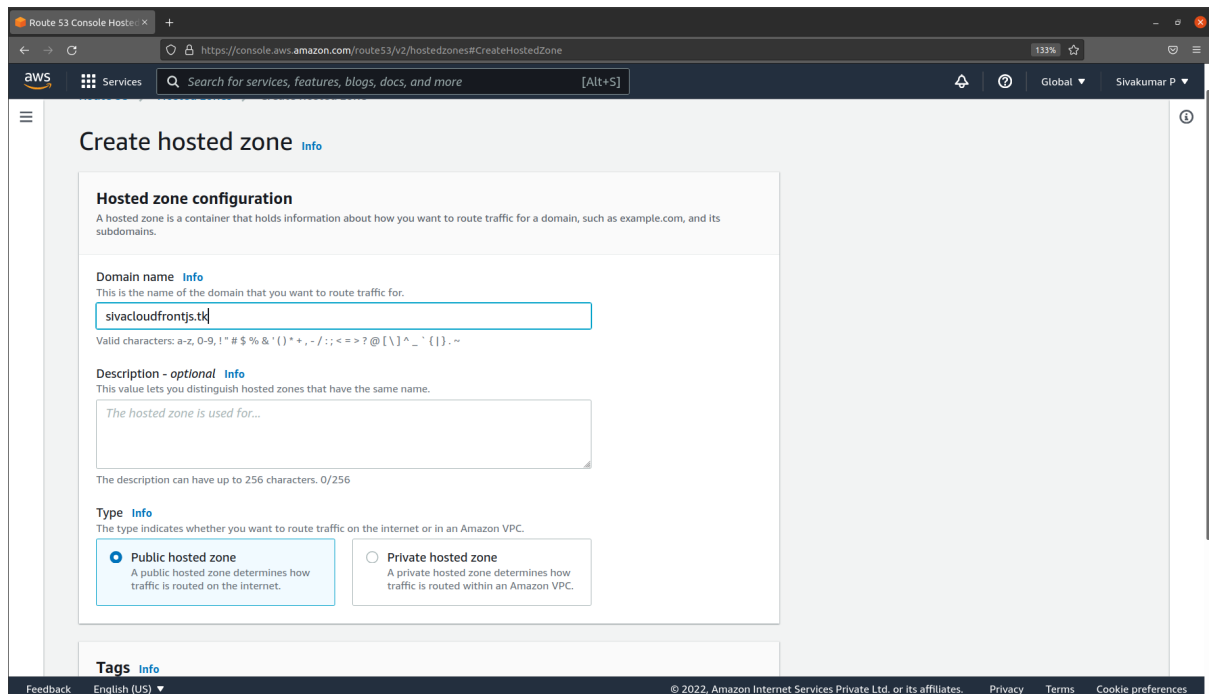 Route 53 Console Hosted
https://console.aws.amazon.com/route53/v2/hostedzones#CreateHostedZone
133%
aws
Services
Search for services, features, blogs, docs, and more
[Alt+S]
Global ▼
Sivakumar P ▼
Create hosted zone Info
Hosted zone configuration
A hosted zone is a container that holds information about how you want to route traffic for a domain, such as example.com, and its
subdomains.
Domain name Info
This is the name of the domain that you want to route traffic for.
sivacloudfrontjs.tk
Valid characters: a-z, 0-9, ! " # $ % & ' ( ) * + , - / : ; < = > ? @ [ \ ] ^ _ ` { | } . ~
Description - optional Info
This value lets you distinguish hosted zones that have the same name.
The hosted zone is used for...
The description can have up to 256 characters. 0/256
Type Info
The type indicates whether you want to route traffic on the internet or in an Amazon VPC.
Public hosted zone
A public hosted zone determines how
traffic is routed on the internet.
Private hosted zone
A private hosted zone determines how
traffic is routed within an Amazon VPC.
Tags Info
Feedback
English (US) ▼
© 2022, Amazon Internet Services Private Ltd. or its affiliates.
Privacy
Terms
Cookie preferences